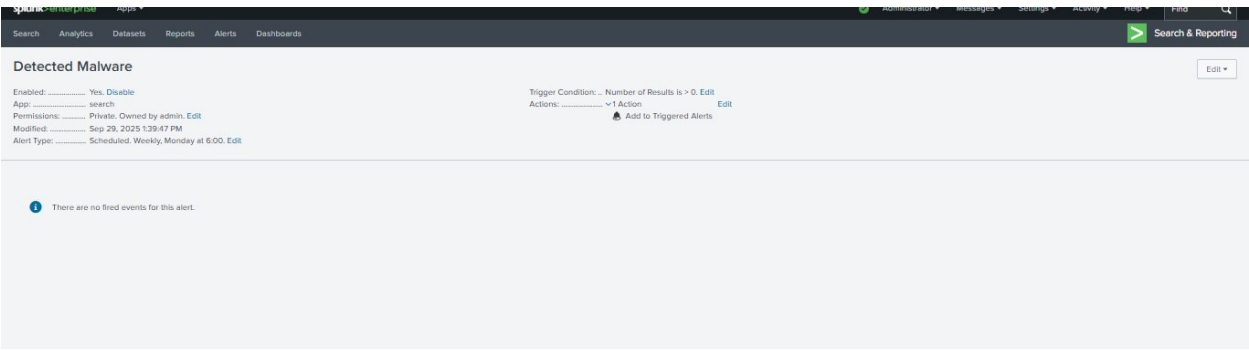 splunk>enterprise Apps Administrator Messages Settings Activity Help Find
Search Analytics Datasets Reports Alerts Dashboards Search & Reporting
Detected Malware
Edit
Enabled: ................. Yes. Disable
App: ........................ search
Permissions: ........... Private. Owned by admin. Edit
Modified: ................ Sep 29, 2025 1:39:47 PM
Alert Type: .............. Scheduled. Weekly, Monday at 6:00. Edit
Trigger Condition: .. Number of Results is > 0. Edit
Actions: .................. 1 Action Edit
Add to Triggered Alerts
There are no fired events for this alert.